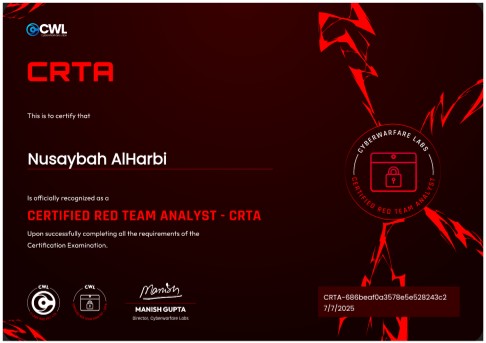 CWL
CRTA
This is to certify that
Nusaybah AlHarbi
Is officially recognized as a
CERTIFIED RED TEAM ANALYST - CRTA
Upon successfully completing all the requirements of the
Certification Examination.
CYBERWARFARE LABS
CERTIFIED RED TEAM ANALYST
CWL
CWL
Manish
MANISH GUPTA
Director, Cyberwarfare Labs
CRTA-686beaf0a3578e5e528243c2
7/7/2025